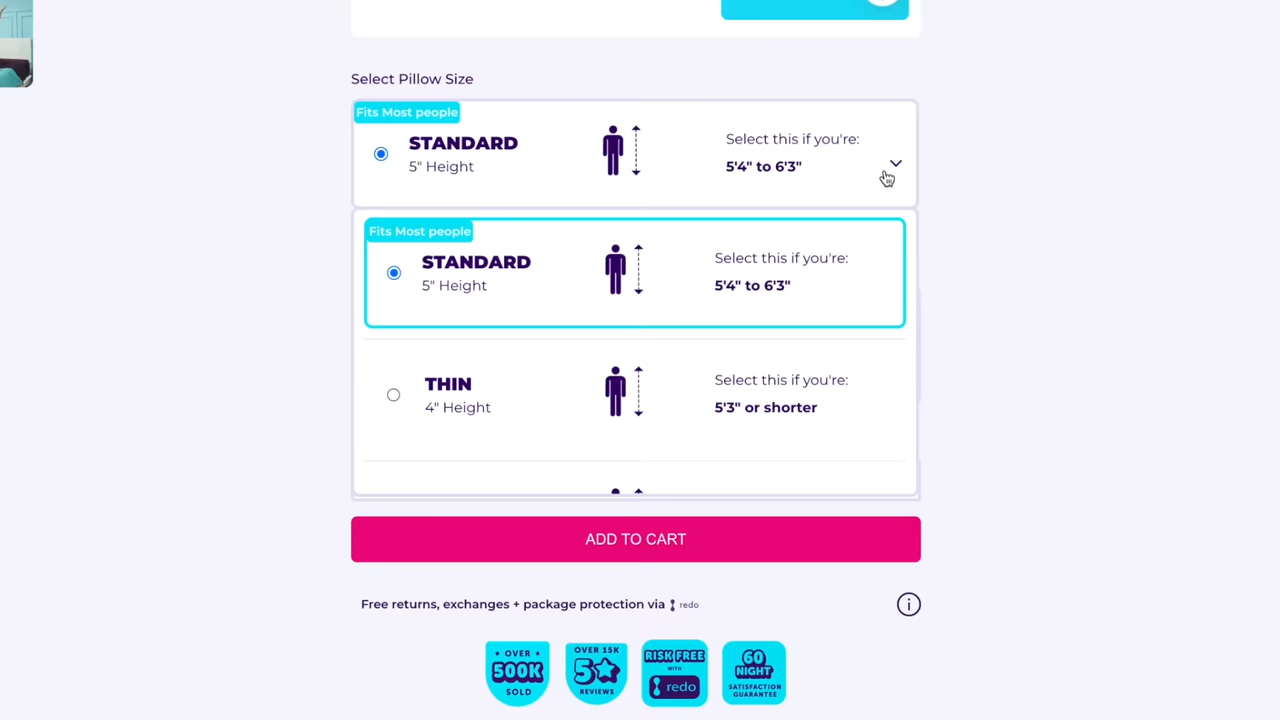 Select Pillow Size
Fits Most people
STANDARD
5" Height
Select this if you're:
5'4" to 6'3"
Fits Most people
STANDARD
5" Height
Select this if you're:
5'4" to 6'3"
THIN
4" Height
Select this if you're:
5'3" or shorter
ADD TO CART
Free returns, exchanges + package protection via redo
OVER
500K
SOLD
OVER 15K
5
REVIEWS
RISK FREE
WITH
redo
60
NIGHT
SATISFACTION
GUARANTEE